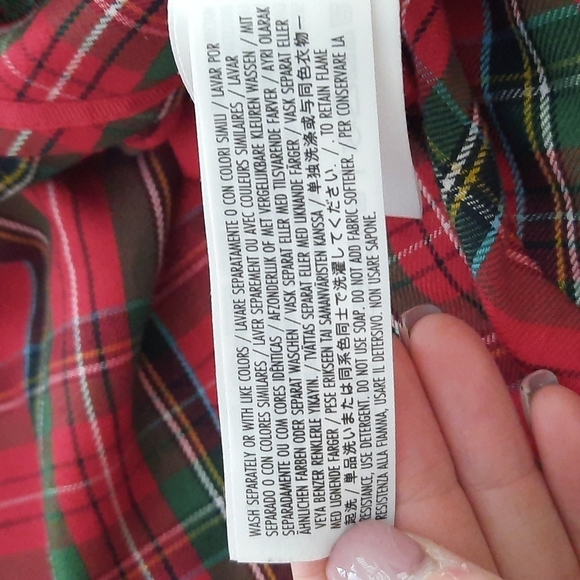 WASH SEPARATELY OR WITH LIKE COLORS / LAVARE SEPARATAMENTE O CON COLORI SIMILI / LAVAR POR
SEPARADO O CON COLORES SIMILARES / LAVER SEPAREMENT OU AVEC COULEURS SIMILAIRES / LAVAR
SEPARADAMENTE OU COM CORES IDÊNTICAS / AFZONDERLIJK OF MET VERGELIJKBARE KLEUREN WASSEN / MIT
ÄHNLICHEN FARBEN ODER SEPARAT WASCHEN / VASK SEPARAT ELLER MED TILSVARENDE FARVER / AYRI OLARAK
VEYA BENZER RENKLERLE YIKAYIN. / TVÄTTAS SEPARAT ELLER MED LIKNANDE FÄRGER / VASK SEPARAT ELLER
MED LIGNENDE FARGER / PESE ERIKSEEN TAI SAMANVÄRISTEN KANSSA / 单独洗涤或与同色衣物一
起洗 / 単品洗いまたは同系色同士で洗濯してください. / . TO RETAIN FLAME
RESISTANCE, USE DETERGENT. DO NOT USE SOAP. DO NOT ADD FABRIC SOFTENER. / PER CONSERVARE LA
RESISTENZA ALLA FIAMMA, USARE IL DETERSIVO. NON USARE SAPONE.